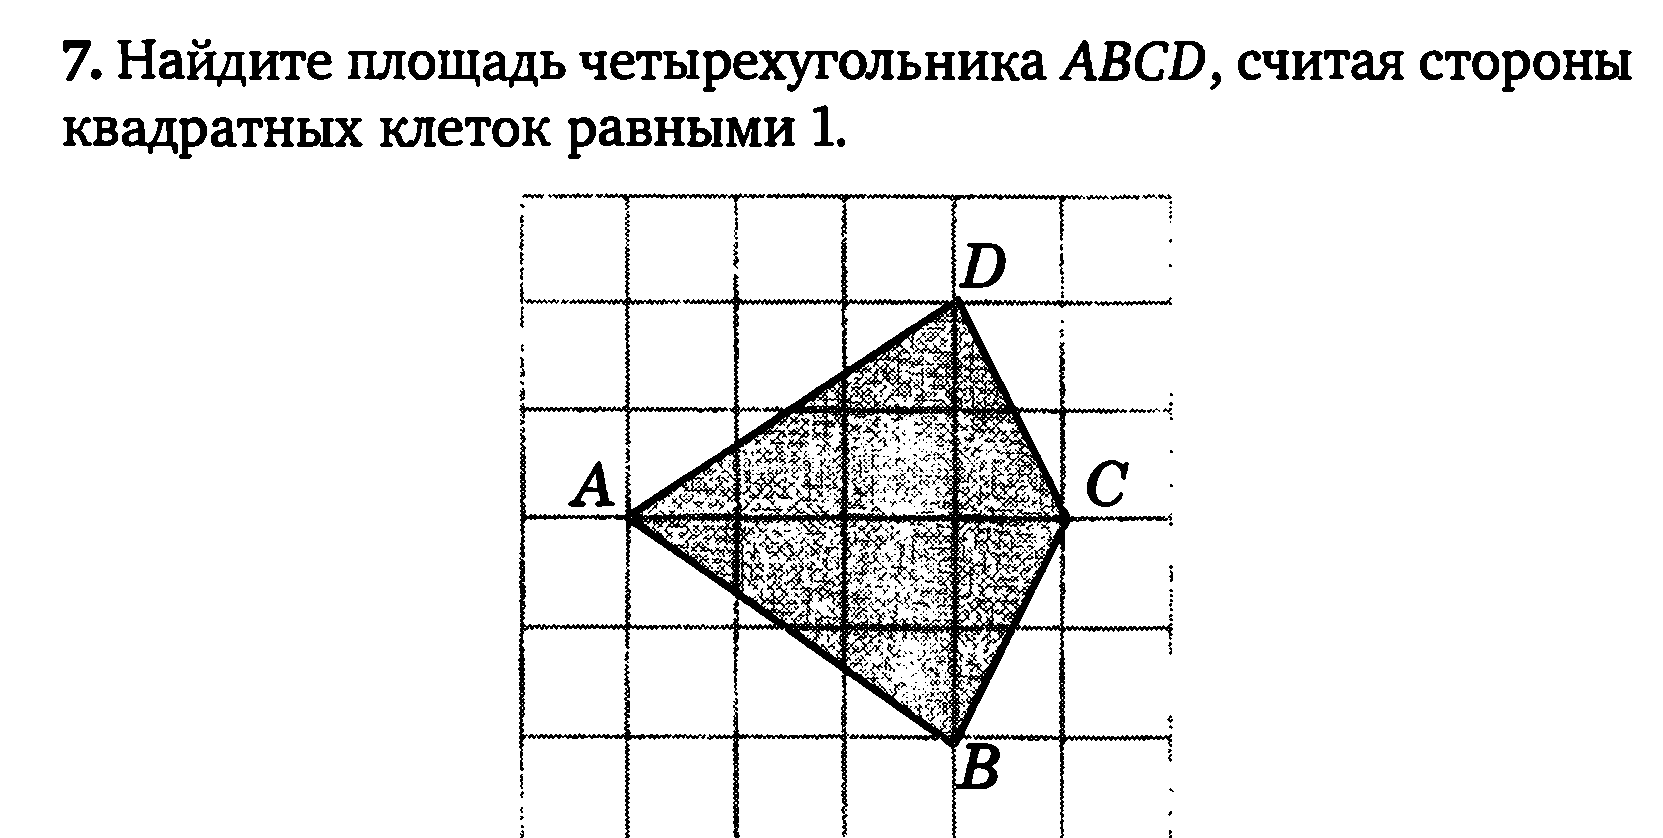 7. Найдите площадь четырехугольника ABCD, считая стороны
квадратных клеток равными 1.
D
A
C
B